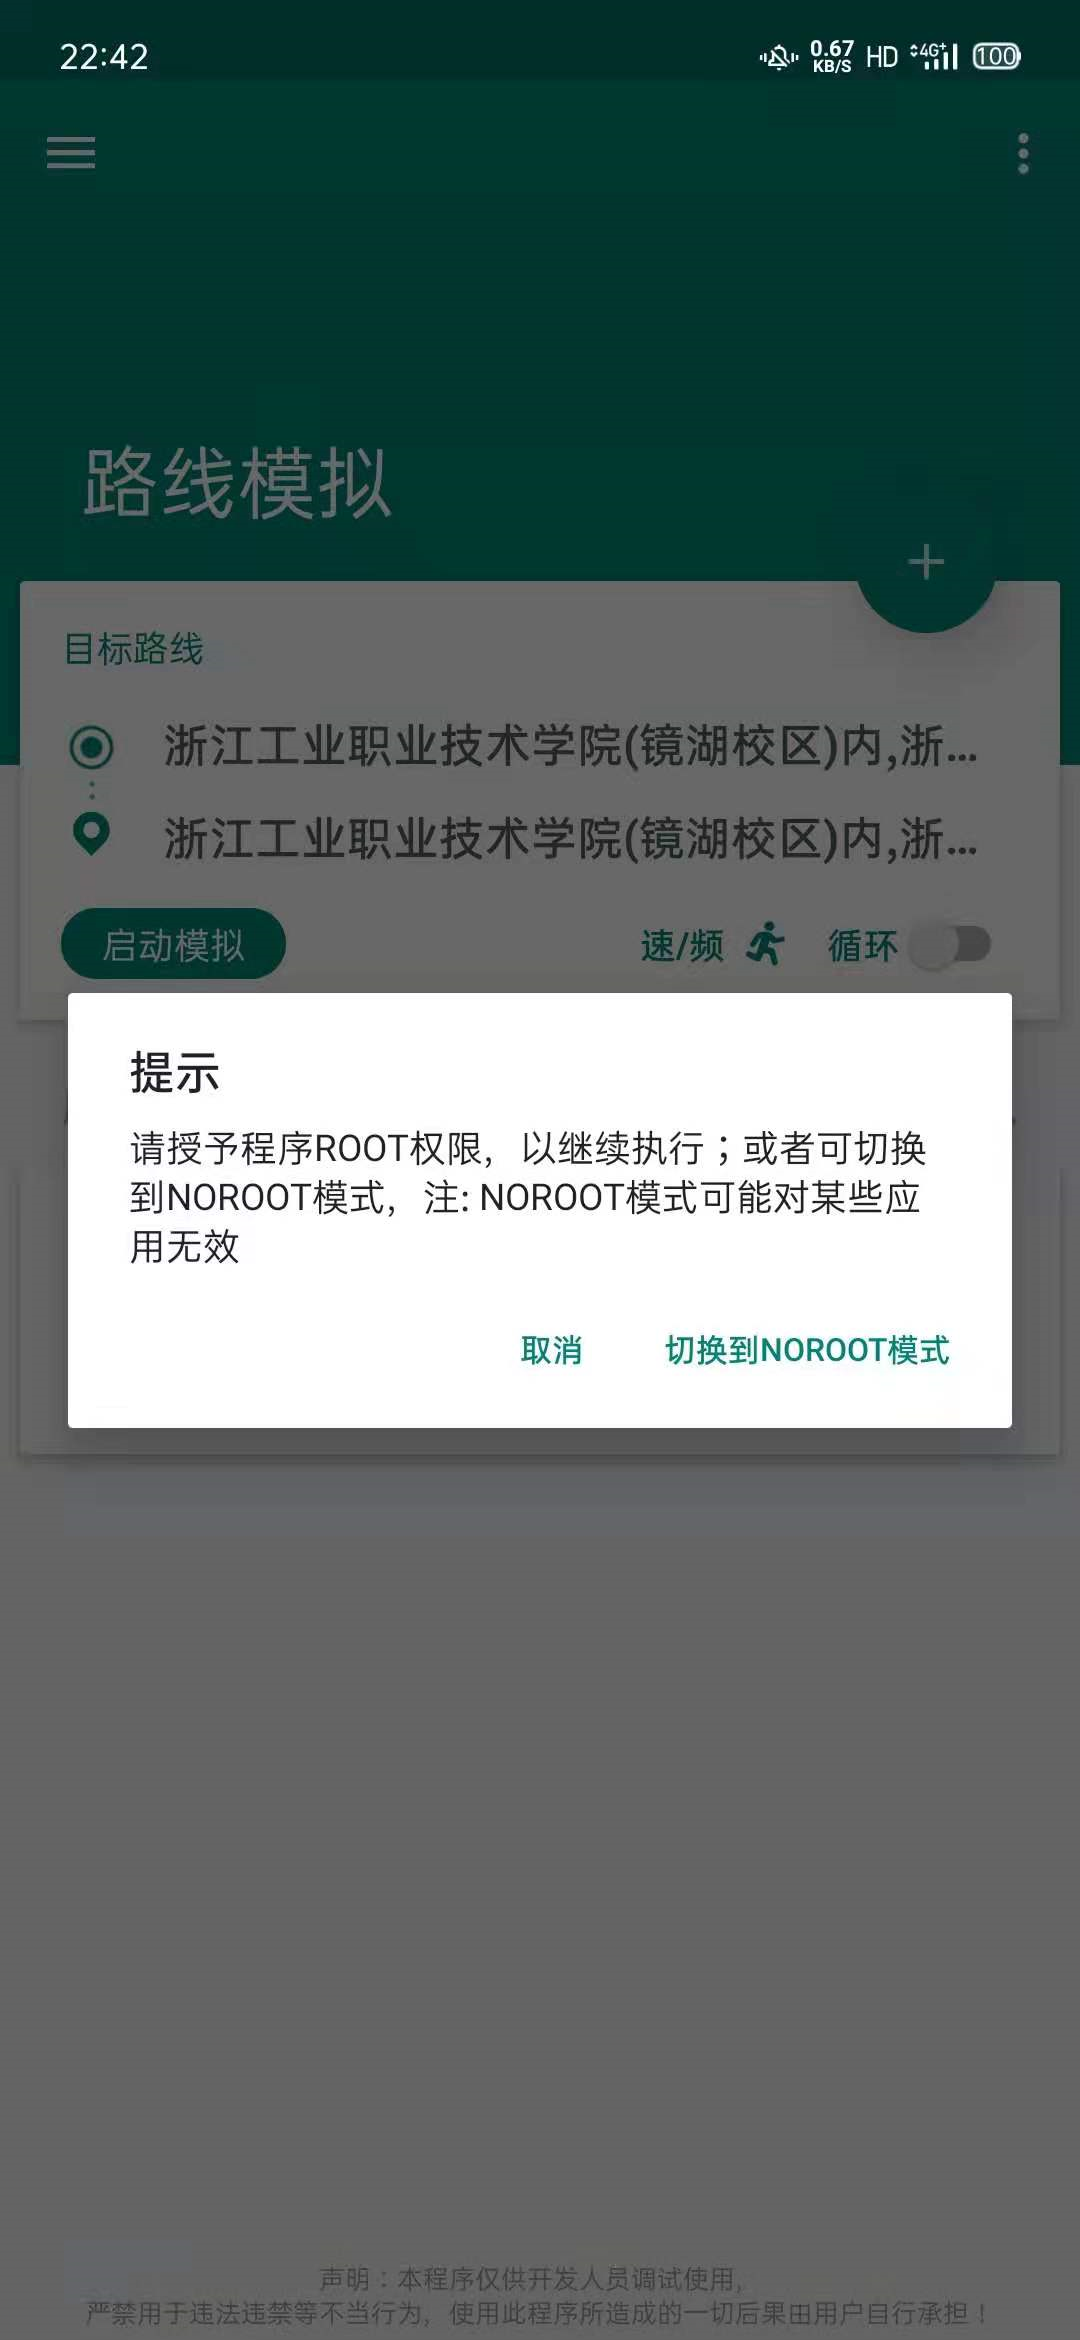 22:42
0.67
KB/S
HD
4G+
100
路线模拟
目标路线
浙江工业职业技术学院(镜湖校区)内,浙...
浙江工业职业技术学院(镜湖校区)内,浙...
启动模拟
速/频
循环
提示
请授予程序ROOT权限，以继续执行；或者可切换
到NOROOT模式，注: NOROOT模式可能对某些应
用无效
取消
切换到NOROOT模式
声明：本程序仅供开发人员调试使用，
严禁用于违法违禁等不当行为，使用此程序所造成的一切后果由用户自行承担！